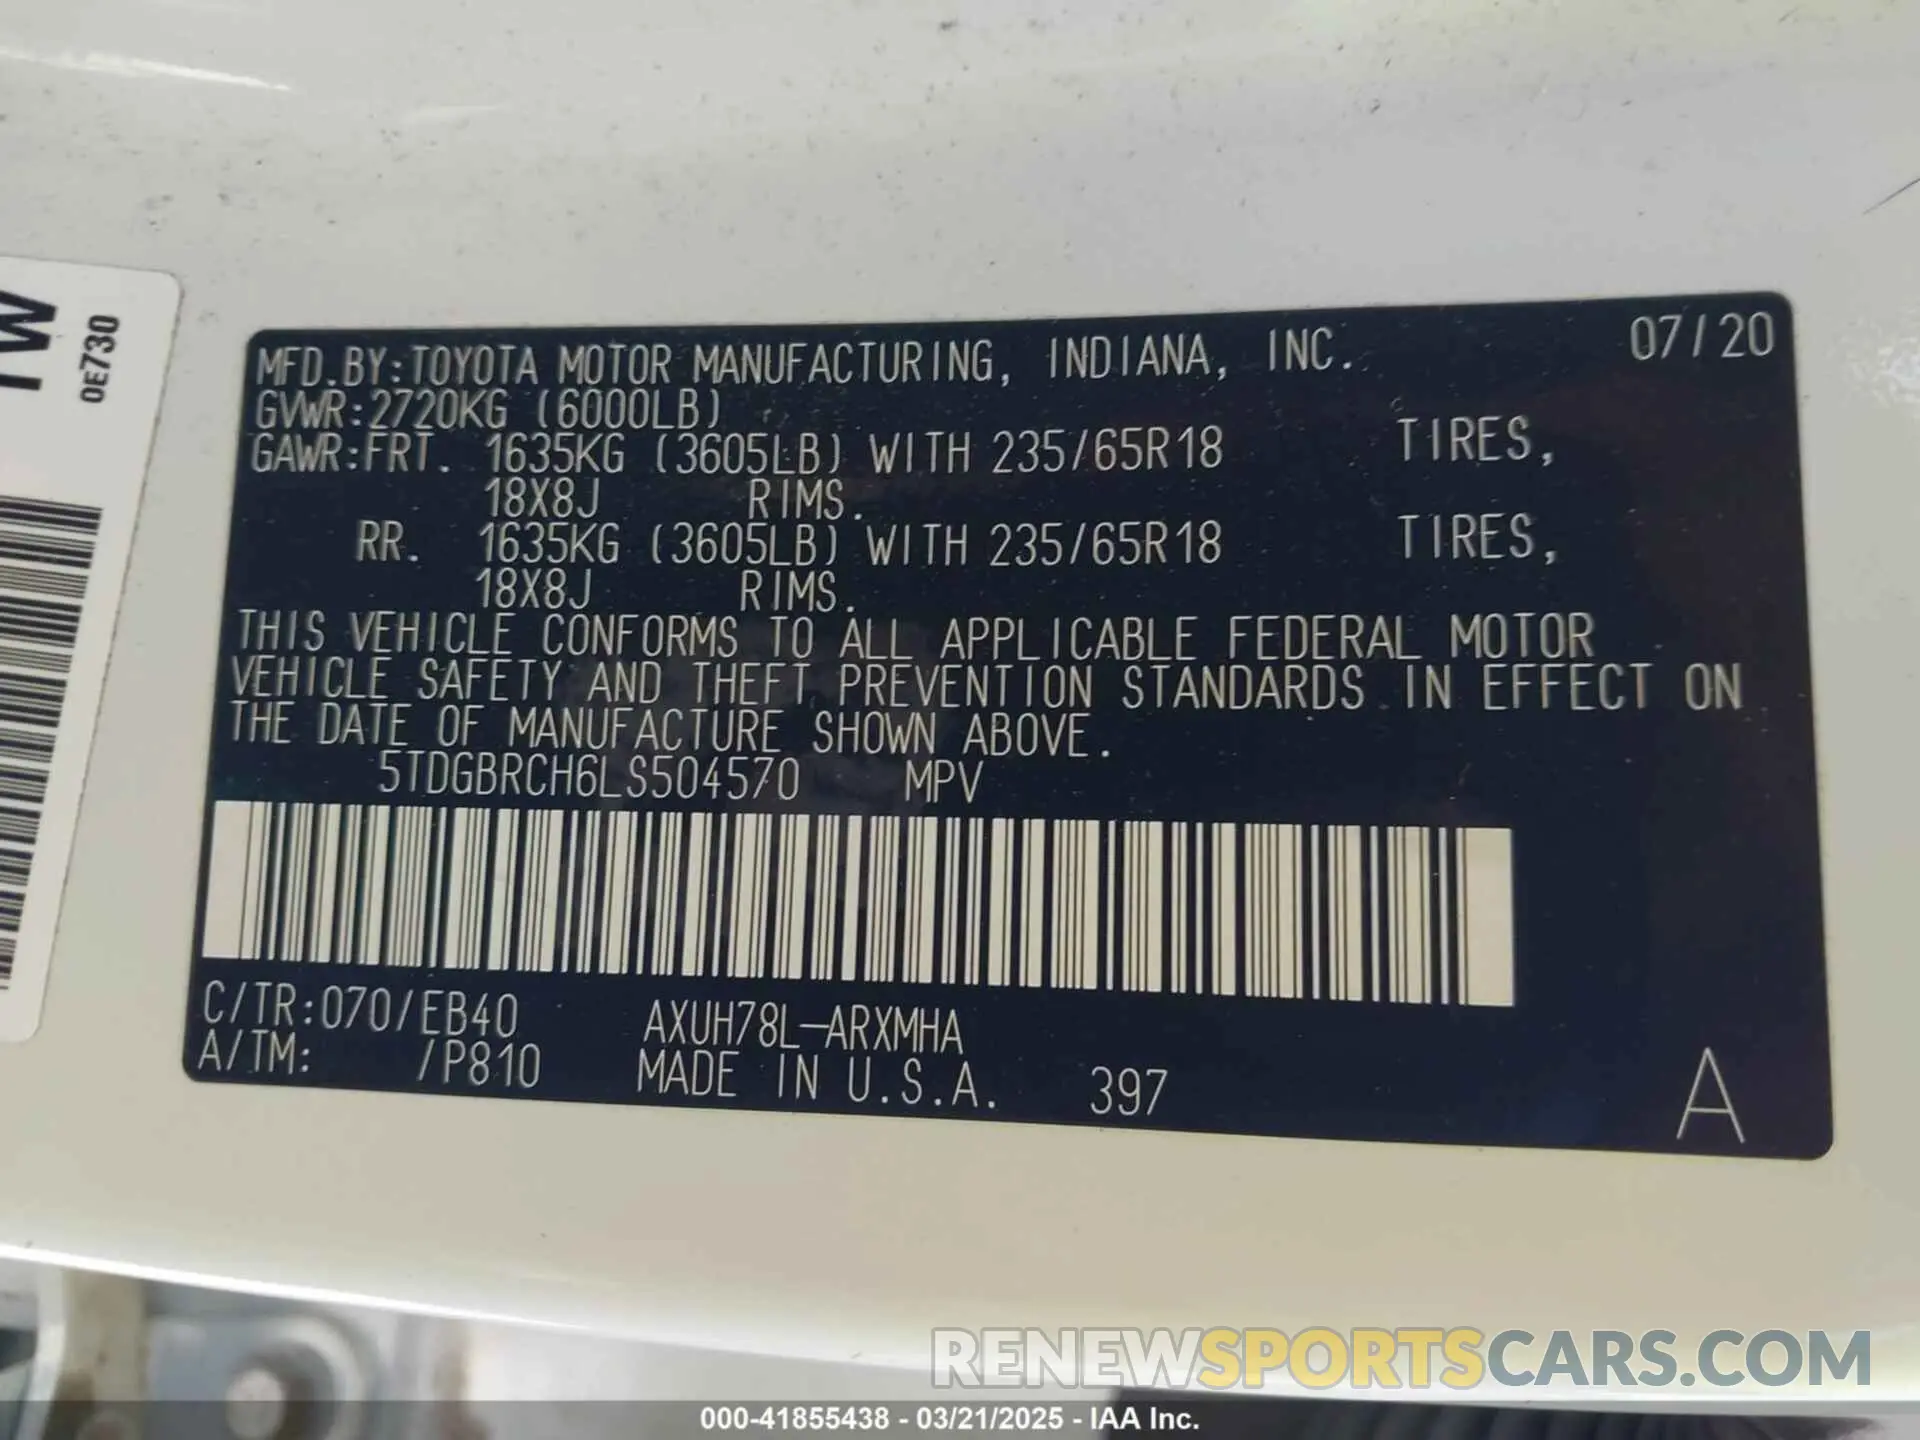 TW
0E730
MFD.BY:TOYOTA MOTOR MANUFACTURING, INDIANA, INC. 07/20
GVWR:2720KG (6000LB)
GAWR:FRT. 1635KG (3605LB) WITH 235/65R18 TIRES,
18X8J RIMS.
RR. 1635KG (3605LB) WITH 235/65R18 TIRES,
18X8J RIMS.
THIS VEHICLE CONFORMS TO ALL APPLICABLE FEDERAL MOTOR
VEHICLE SAFETY AND THEFT PREVENTION STANDARDS IN EFFECT ON
THE DATE OF MANUFACTURE SHOWN ABOVE.
5TDGBRCH6LS504570 MPV
C/TR:070/EB40 AXUH78L-ARXMHA
A/TM: /P810 MADE IN U.S.A. 397 A
RENEWSPORTSCARS.COM
000-41855438 - 03/21/2025 - IAA Inc.